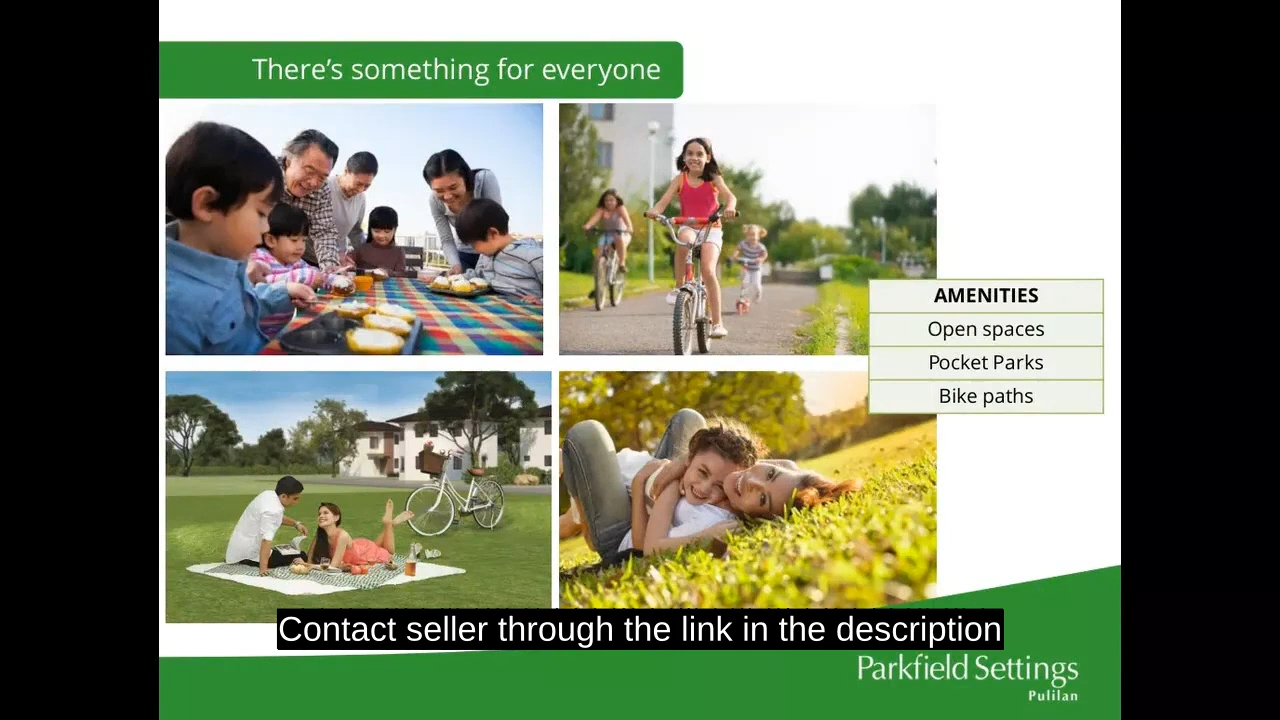 There's something for everyone
AMENITIES
Open spaces
Pocket Parks
Bike paths
Contact seller through the link in the description
Parkfield Settings
Pulilan